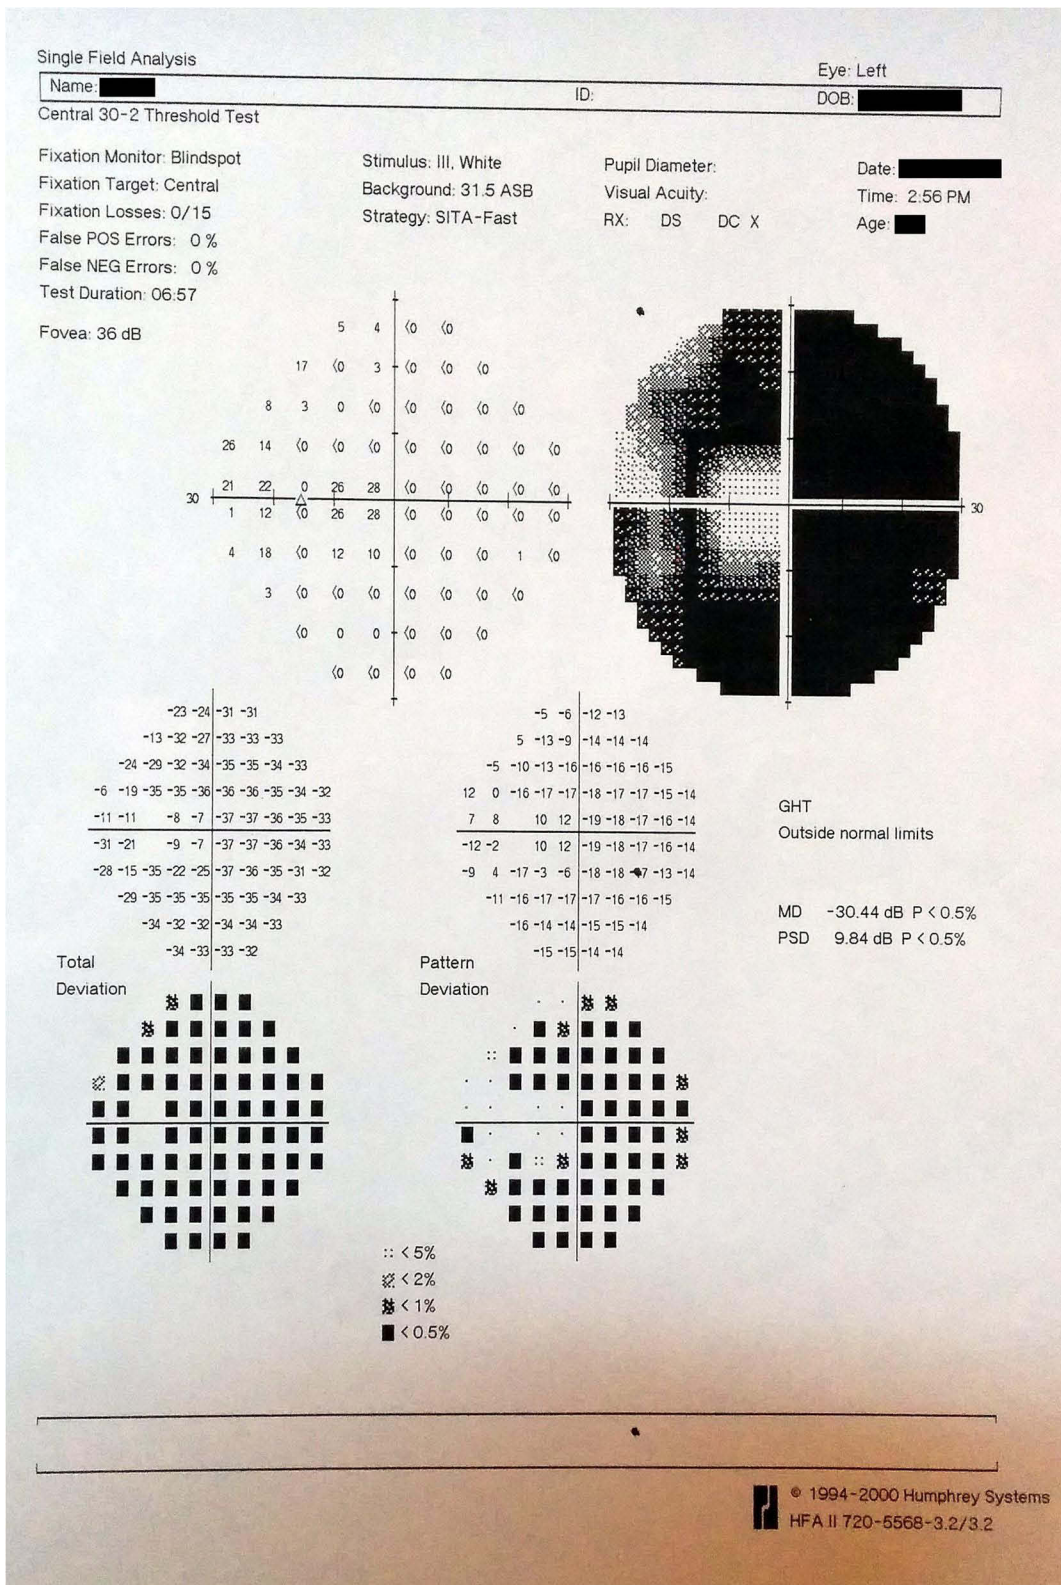 Single Field Analysis
Eye: Left
Name:
ID:
DOB:
Central 30-2 Threshold Test
Fixation Monitor: Blindspot
Fixation Target: Central
Fixation Losses: 0/15
False POS Errors: 0 %
False NEG Errors: 0 %
Test Duration: 06:57
Fovea: 36 dB
Stimulus: III, White
Background: 31.5 ASB
Strategy: SITA-Fast
Pupil Diameter:
Visual Acuity:
RX: DS DC X
Date:
Time: 2:56 PM
Age:
5 4 <0 <0
17 <0 3 <0 <0 <0
8 3 0 <0 <0 <0 <0 <0
26 14 <0 <0 <0 <0 <0 <0 <0 <0
21 22 0 26 28 <0 <0 <0 <0 <0
30
30
1 12 <0 26 28 <0 <0 <0 <0 <0
4 18 <0 12 10 <0 <0 <0 1 <0
3 <0 <0 <0 <0 <0 <0 <0
<0 0 0 <0 <0 <0
<0 <0 <0 <0
-23 -24 -31 -31
-13 -32 -27 -33 -33 -33
-24 -29 -32 -34 -35 -35 -34 -33
-6 -19 -35 -35 -36 -36 -36 -35 -34 -32
-11 -11 -8 -7 -37 -37 -36 -35 -33
-31 -21 -9 -7 -37 -37 -36 -34 -33
-28 -15 -35 -22 -25 -37 -36 -35 -31 -32
-29 -35 -35 -35 -35 -35 -34 -33
-34 -32 -32 -34 -34 -33
-34 -33 -33 -32
Total
Deviation
-5 -6 -12 -13
5 -13 -9 -14 -14 -14
-5 -10 -13 -16 -16 -16 -16 -15
12 0 -16 -17 -17 -18 -17 -17 -15 -14
7 8 10 12 -19 -18 -17 -16 -14
-12 -2 10 12 -19 -18 -17 -16 -14
-9 4 -17 -3 -6 -18 -18 -13 -14
-11 -16 -17 -17 -17 -16 -16 -15
-16 -14 -14 -15 -15 -14
-15 -15 -14 -14
Pattern
Deviation
GHT
Outside normal limits
MD -30.44 dB P < 0.5%
PSD 9.84 dB P < 0.5%
< 5%
< 2%
< 1%
< 0.5%
© 1994-2000 Humphrey Systems
HFA II 720-5568-3.2/3.2